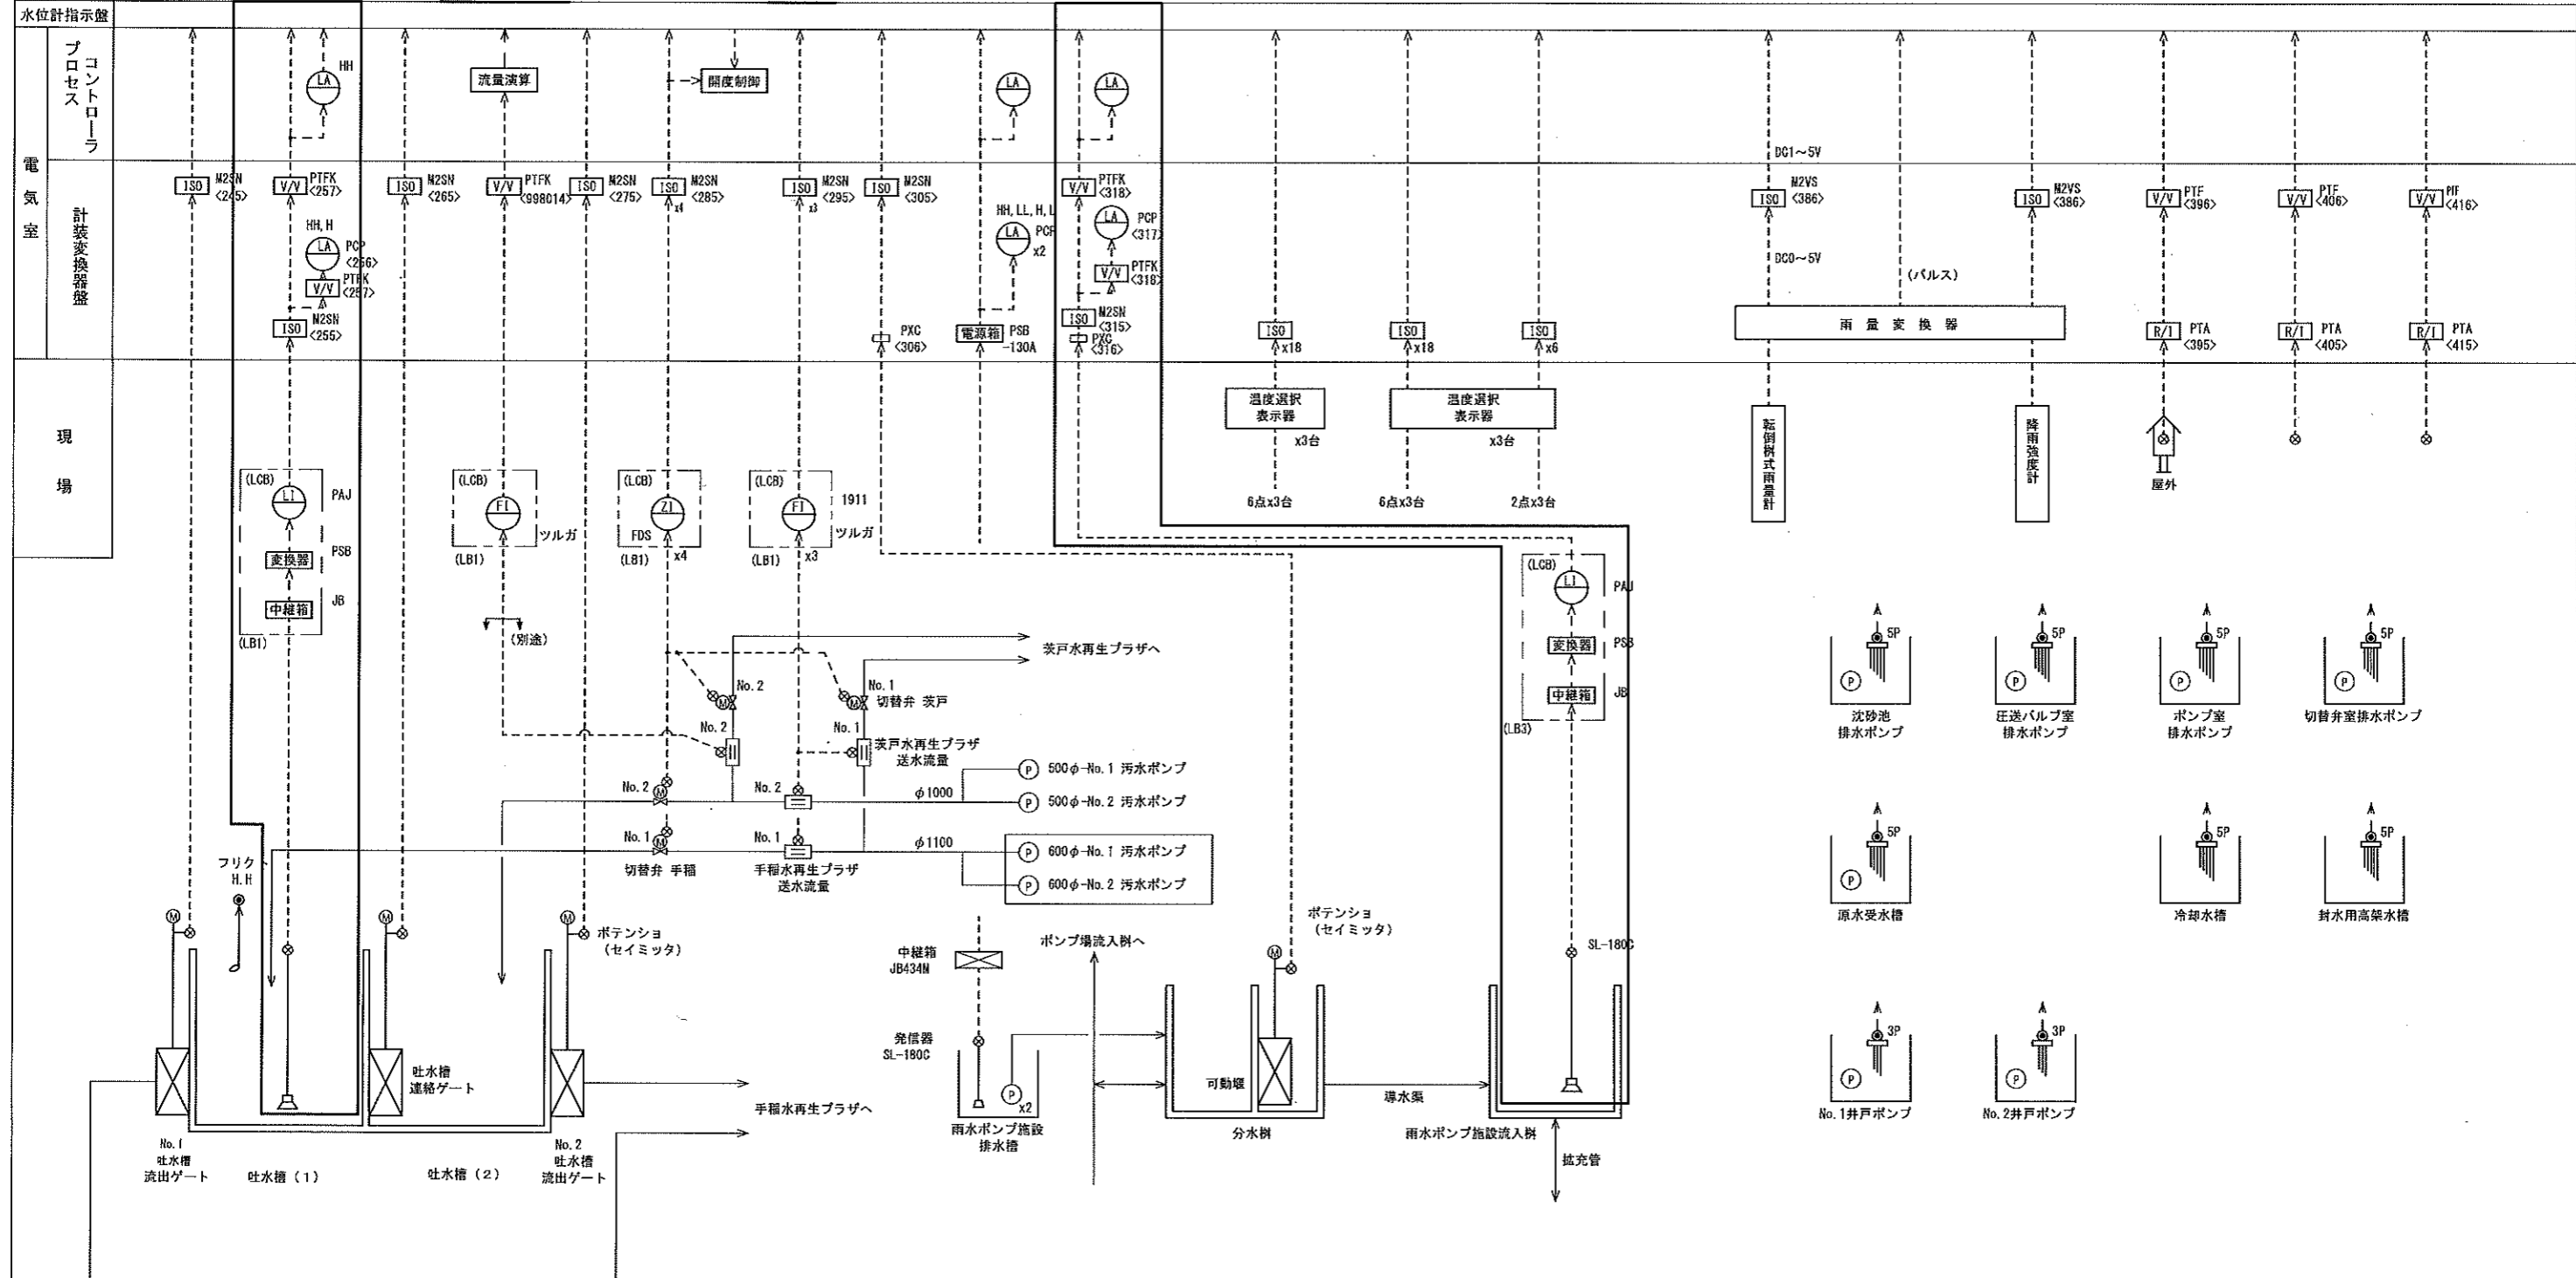 水位計指示盤
電気室
プロセス
コントローラ
計装変換器盤
現場
HH
LA
流量演算
開度制御
LA
LA
DC1～5V
ISO
M2SN
<245>
V/V
PTFK
<257>
ISO
M2SN
<265>
V/V
PTFK
<998014>
ISO
M2SN
<275>
ISO
M2SN
<285>
x4
ISO
M2SN
<295>
x3
ISO
M2SN
<305>
V/V
PTFK
<318>
ISO
M2VS
<386>
ISO
M2VS
<386>
V/V
PTF
<396>
V/V
PTF
<406>
V/V
<416>
HH, H
LA
PCP
<256>
V/V
PTFK
<257>
ISO
M2SN
<255>
HH, LL, H, L
LA
x2
LA
PCP
<317>
V/V
PTFK
<318>
ISO
M2SN
<315>
PXC
<316>
PXC
<306>
電源箱
PSB
-130A
ISO
x18
ISO
x18
ISO
x6
DC0～5V
(パルス)
雨量変換器
R/I
PTA
<395>
R/I
PTA
<405>
R/I
PTA
<415>
温度選択
表示器
x3台
温度選択
表示器
x3台
6点x3台
6点x3台
2点x3台
転倒桝式雨量計
降雨強度計
屋外
(LCB)
LI
PAJ
変換器
PSB
中継箱
JB
(LB1)
(LCB)
FI
ツルガ
(LB1)
(LCB)
ZI
FDS
(LB1)
x4
(LCB)
FI
1911
ツルガ
(LB1)
x3
(LCB)
LI
PAJ
変換器
PSB
中継箱
JB
(LB3)
(別途)
茨戸水再生プラザへ
No.2
M
No.1
M
切替弁 茨戸
No.2
No.1
茨戸水再生プラザ
送水流量
No.2
M
No.2
φ1000
P
500φ-No.1 汚水ポンプ
P
500φ-No.2 汚水ポンプ
No.1
M
No.1
φ1100
P
600φ-No.1 汚水ポンプ
P
600φ-No.2 汚水ポンプ
切替弁 手稲
手稲水再生プラザ
送水流量
5P
P
沈砂池
排水ポンプ
5P
P
圧送バルブ室
排水ポンプ
5P
P
ポンプ室
排水ポンプ
5P
P
切替弁室排水ポンプ
5P
P
原水受水槽
5P
冷却水槽
5P
封水用高架水槽
3P
P
No.1井戸ポンプ
3P
P
No.2井戸ポンプ
H.H
M
M
M
ポテンショ
(セイミッタ)
中継箱
JB434N
ポンプ場流入桝へ
ポテンショ
(セイミッタ)
M
SL-180C
発信器
SL-180C
P
x2
雨水ポンプ施設
排水槽
可動堰
分水桝
導水渠
雨水ポンプ施設流入桝
拡充管
吐水槽
連絡ゲート
手稲水再生プラザへ
No.1
吐水槽
流出ゲート
吐水槽（1）
吐水槽（2）
No.2
吐水槽
流出ゲート